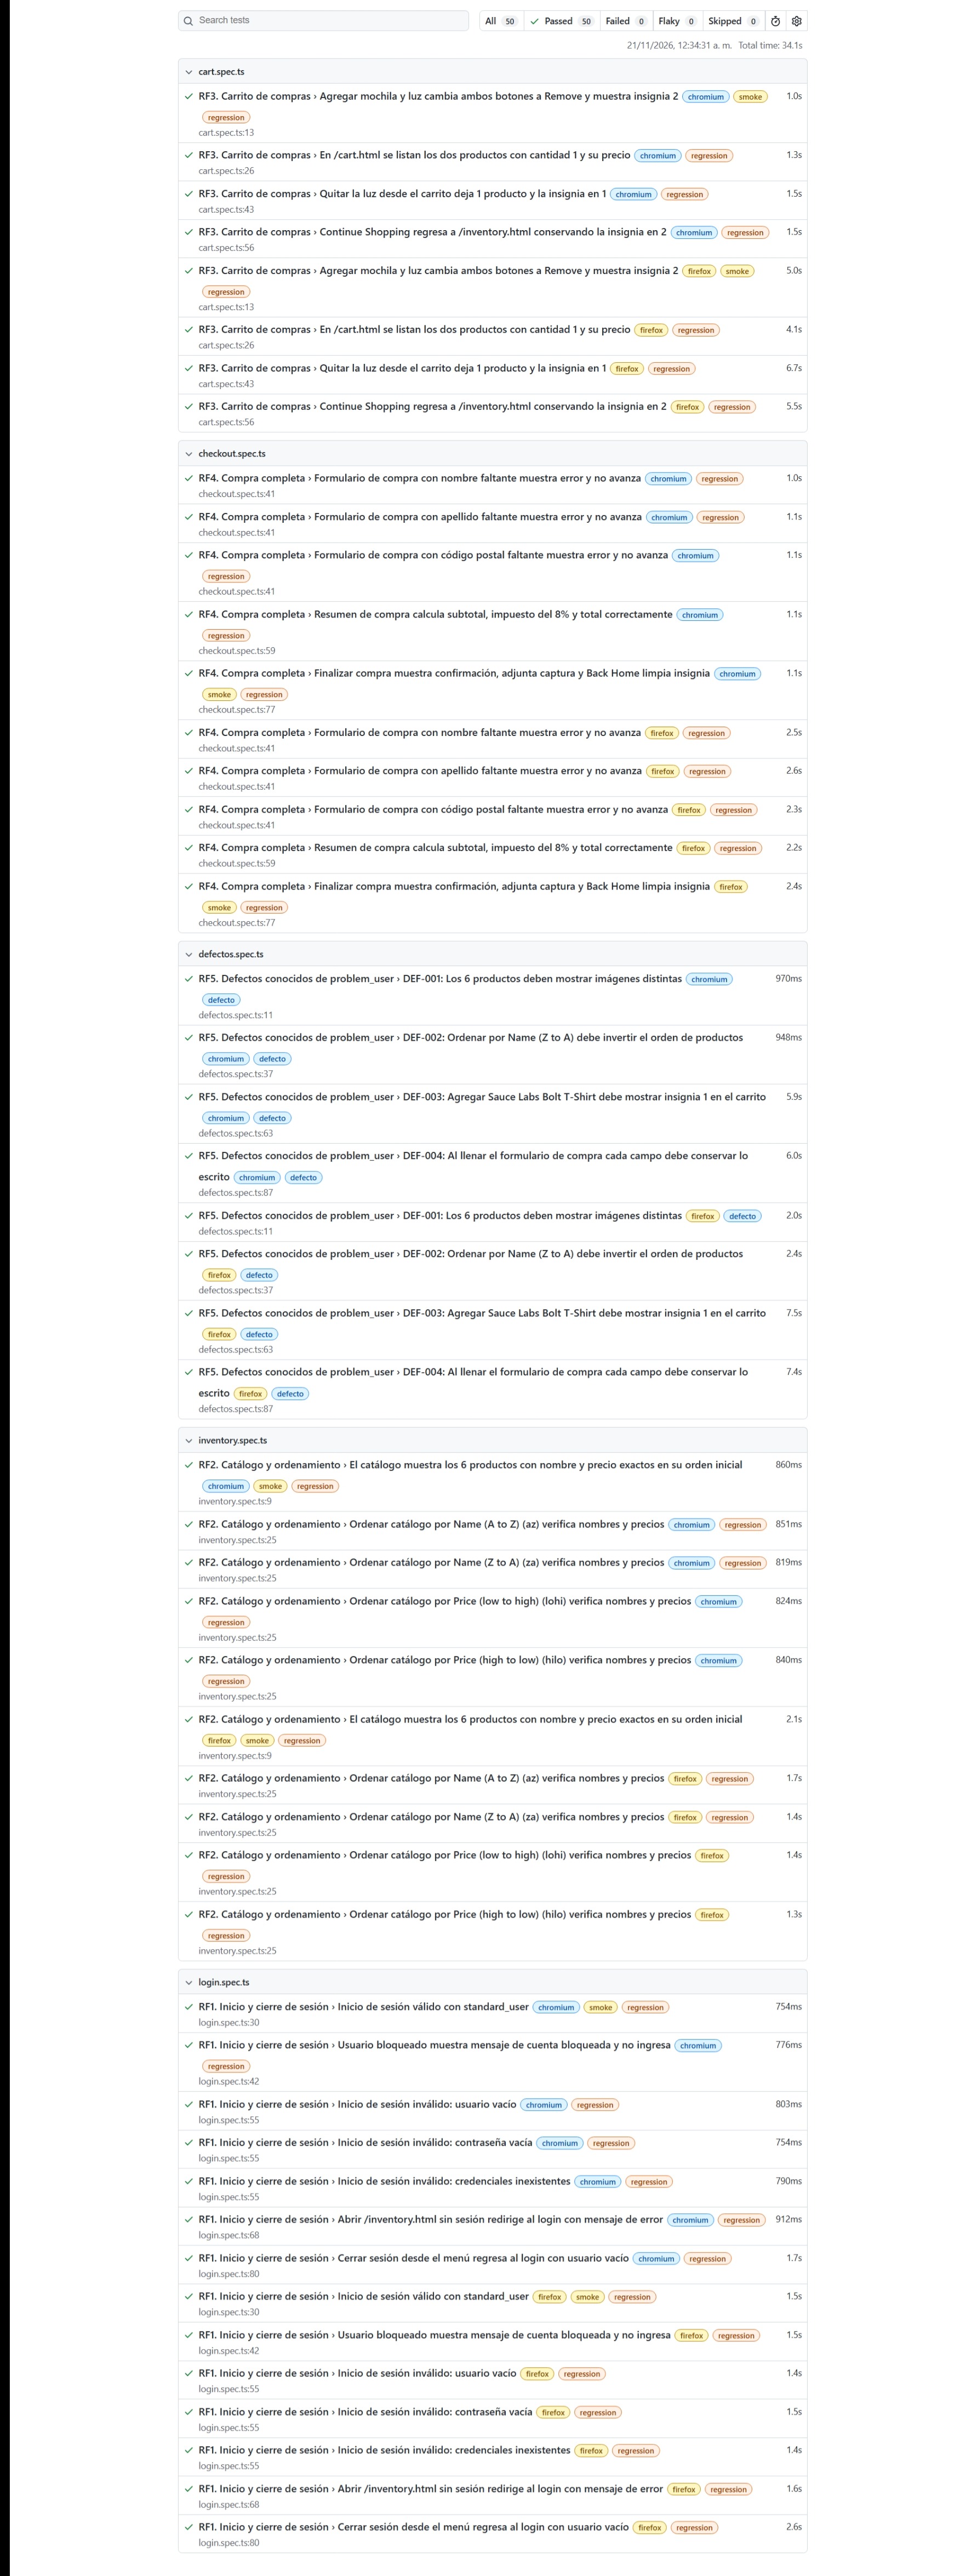 Search tests
All 50 Passed 50 Failed 0 Flaky 0 Skipped 0
21/11/2026, 12:34:31 a. m. Total time: 34.1s
cart.spec.ts
RF3. Carrito de compras › Agregar mochila y luz cambia ambos botones a Remove y muestra insignia 2 chromium smoke 1.0s
regression
cart.spec.ts:13
RF3. Carrito de compras › En /cart.html se listan los dos productos con cantidad 1 y su precio chromium regression 1.3s
cart.spec.ts:26
RF3. Carrito de compras › Quitar la luz desde el carrito deja 1 producto y la insignia en 1 chromium regression 1.5s
cart.spec.ts:43
RF3. Carrito de compras › Continue Shopping regresa a /inventory.html conservando la insignia en 2 chromium regression 1.5s
cart.spec.ts:56
RF3. Carrito de compras › Agregar mochila y luz cambia ambos botones a Remove y muestra insignia 2 firefox smoke 5.0s
regression
cart.spec.ts:13
RF3. Carrito de compras › En /cart.html se listan los dos productos con cantidad 1 y su precio firefox regression 4.1s
cart.spec.ts:26
RF3. Carrito de compras › Quitar la luz desde el carrito deja 1 producto y la insignia en 1 firefox regression 6.7s
cart.spec.ts:43
RF3. Carrito de compras › Continue Shopping regresa a /inventory.html conservando la insignia en 2 firefox regression 5.5s
cart.spec.ts:56
checkout.spec.ts
RF4. Compra completa › Formulario de compra con nombre faltante muestra error y no avanza chromium regression 1.0s
checkout.spec.ts:41
RF4. Compra completa › Formulario de compra con apellido faltante muestra error y no avanza chromium regression 1.1s
checkout.spec.ts:41
RF4. Compra completa › Formulario de compra con código postal faltante muestra error y no avanza chromium 1.1s
regression
checkout.spec.ts:41
RF4. Compra completa › Resumen de compra calcula subtotal, impuesto del 8% y total correctamente chromium 1.1s
regression
checkout.spec.ts:59
RF4. Compra completa › Finalizar compra muestra confirmación, adjunta captura y Back Home limpia insignia chromium 1.1s
smoke regression
checkout.spec.ts:77
RF4. Compra completa › Formulario de compra con nombre faltante muestra error y no avanza firefox regression 2.5s
checkout.spec.ts:41
RF4. Compra completa › Formulario de compra con apellido faltante muestra error y no avanza firefox regression 2.6s
checkout.spec.ts:41
RF4. Compra completa › Formulario de compra con código postal faltante muestra error y no avanza firefox regression 2.3s
checkout.spec.ts:41
RF4. Compra completa › Resumen de compra calcula subtotal, impuesto del 8% y total correctamente firefox regression 2.2s
checkout.spec.ts:59
RF4. Compra completa › Finalizar compra muestra confirmación, adjunta captura y Back Home limpia insignia firefox 2.4s
smoke regression
checkout.spec.ts:77
defectos.spec.ts
RF5. Defectos conocidos de problem_user › DEF-001: Los 6 productos deben mostrar imágenes distintas chromium 970ms
defecto
defectos.spec.ts:11
RF5. Defectos conocidos de problem_user › DEF-002: Ordenar por Name (Z to A) debe invertir el orden de productos 948ms
chromium defecto
defectos.spec.ts:37
RF5. Defectos conocidos de problem_user › DEF-003: Agregar Sauce Labs Bolt T-Shirt debe mostrar insignia 1 en el carrito 5.9s
chromium defecto
defectos.spec.ts:63
RF5. Defectos conocidos de problem_user › DEF-004: Al llenar el formulario de compra cada campo debe conservar lo 6.0s
escrito chromium defecto
defectos.spec.ts:87
RF5. Defectos conocidos de problem_user › DEF-001: Los 6 productos deben mostrar imágenes distintas firefox defecto 2.0s
defectos.spec.ts:11
RF5. Defectos conocidos de problem_user › DEF-002: Ordenar por Name (Z to A) debe invertir el orden de productos 2.4s
firefox defecto
defectos.spec.ts:37
RF5. Defectos conocidos de problem_user › DEF-003: Agregar Sauce Labs Bolt T-Shirt debe mostrar insignia 1 en el carrito 7.5s
firefox defecto
defectos.spec.ts:63
RF5. Defectos conocidos de problem_user › DEF-004: Al llenar el formulario de compra cada campo debe conservar lo 7.4s
escrito firefox defecto
defectos.spec.ts:87
inventory.spec.ts
RF2. Catálogo y ordenamiento › El catálogo muestra los 6 productos con nombre y precio exactos en su orden inicial 860ms
chromium smoke regression
inventory.spec.ts:9
RF2. Catálogo y ordenamiento › Ordenar catálogo por Name (A to Z) (az) verifica nombres y precios chromium regression 851ms
inventory.spec.ts:25
RF2. Catálogo y ordenamiento › Ordenar catálogo por Name (Z to A) (za) verifica nombres y precios chromium regression 819ms
inventory.spec.ts:25
RF2. Catálogo y ordenamiento › Ordenar catálogo por Price (low to high) (lohi) verifica nombres y precios chromium 824ms
regression
inventory.spec.ts:25
RF2. Catálogo y ordenamiento › Ordenar catálogo por Price (high to low) (hilo) verifica nombres y precios chromium 840ms
regression
inventory.spec.ts:25
RF2. Catálogo y ordenamiento › El catálogo muestra los 6 productos con nombre y precio exactos en su orden inicial 2.1s
firefox smoke regression
inventory.spec.ts:9
RF2. Catálogo y ordenamiento › Ordenar catálogo por Name (A to Z) (az) verifica nombres y precios firefox regression 1.7s
inventory.spec.ts:25
RF2. Catálogo y ordenamiento › Ordenar catálogo por Name (Z to A) (za) verifica nombres y precios firefox regression 1.4s
inventory.spec.ts:25
RF2. Catálogo y ordenamiento › Ordenar catálogo por Price (low to high) (lohi) verifica nombres y precios firefox 1.4s
regression
inventory.spec.ts:25
RF2. Catálogo y ordenamiento › Ordenar catálogo por Price (high to low) (hilo) verifica nombres y precios firefox 1.3s
regression
inventory.spec.ts:25
login.spec.ts
RF1. Inicio y cierre de sesión › Inicio de sesión válido con standard_user chromium smoke regression 754ms
login.spec.ts:30
RF1. Inicio y cierre de sesión › Usuario bloqueado muestra mensaje de cuenta bloqueada y no ingresa chromium 776ms
regression
login.spec.ts:42
RF1. Inicio y cierre de sesión › Inicio de sesión inválido: usuario vacío chromium regression 803ms
login.spec.ts:55
RF1. Inicio y cierre de sesión › Inicio de sesión inválido: contraseña vacía chromium regression 754ms
login.spec.ts:55
RF1. Inicio y cierre de sesión › Inicio de sesión inválido: credenciales inexistentes chromium regression 790ms
login.spec.ts:55
RF1. Inicio y cierre de sesión › Abrir /inventory.html sin sesión redirige al login con mensaje de error chromium regression 912ms
login.spec.ts:68
RF1. Inicio y cierre de sesión › Cerrar sesión desde el menú regresa al login con usuario vacío chromium regression 1.7s
login.spec.ts:80
RF1. Inicio y cierre de sesión › Inicio de sesión válido con standard_user firefox smoke regression 1.5s
login.spec.ts:30
RF1. Inicio y cierre de sesión › Usuario bloqueado muestra mensaje de cuenta bloqueada y no ingresa firefox regression 1.5s
login.spec.ts:42
RF1. Inicio y cierre de sesión › Inicio de sesión inválido: usuario vacío firefox regression 1.4s
login.spec.ts:55
RF1. Inicio y cierre de sesión › Inicio de sesión inválido: contraseña vacía firefox regression 1.5s
login.spec.ts:55
RF1. Inicio y cierre de sesión › Inicio de sesión inválido: credenciales inexistentes firefox regression 1.4s
login.spec.ts:55
RF1. Inicio y cierre de sesión › Abrir /inventory.html sin sesión redirige al login con mensaje de error firefox regression 1.6s
login.spec.ts:68
RF1. Inicio y cierre de sesión › Cerrar sesión desde el menú regresa al login con usuario vacío firefox regression 2.6s
login.spec.ts:80